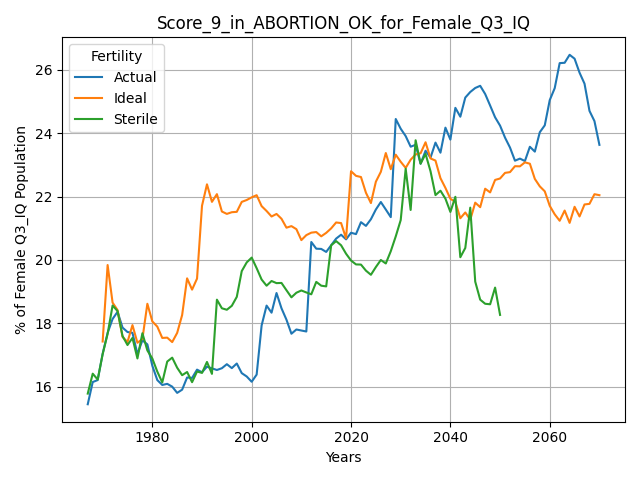 Score_9_in_ABORTION_OK_for_Female_Q3_IQ
Fertility
Actual
Ideal
Sterile
% of Female Q3_IQ Population
26
24
22
20
18
16
1980
2000
2020
2040
2060
Years